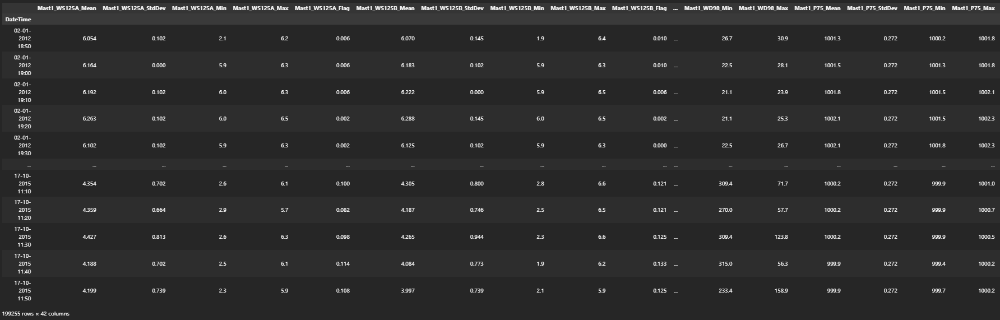 Mast1_WS125A_Mean Mast1_WS125A_StdDev Mast1_WS125A_Min Mast1_WS125A_Max Mast1_WS125A_Flag Mast1_WS125B_Mean Mast1_WS125B_StdDev Mast1_WS125B_Min Mast1_WS125B_Max Mast1_WS125B_Flag ... Mast1_WD98_Min Mast1_WD98_Max Mast1_P75_Mean Mast1_P75_StdDev Mast1_P75_Min Mast1_P75_Max
DateTime
02-01-
2012
18:50
6.054 0.102 2.1 6.2 0.006 6.070 0.145 1.9 6.4 0.010 ... 26.7 30.9 1001.3 0.272 1000.2 1001.8
02-01-
2012
19:00
6.164 0.000 5.9 6.3 0.006 6.183 0.102 5.9 6.3 0.010 ... 22.5 28.1 1001.5 0.272 1001.3 1001.8
02-01-
2012
19:10
6.192 0.102 6.0 6.3 0.006 6.222 0.000 5.9 6.5 0.006 ... 21.1 23.9 1001.8 0.272 1001.5 1002.1
02-01-
2012
19:20
6.263 0.102 6.0 6.5 0.002 6.288 0.145 6.0 6.5 0.002 ... 21.1 25.3 1002.1 0.272 1001.5 1002.3
02-01-
2012
19:30
6.102 0.102 5.9 6.3 0.002 6.125 0.102 5.9 6.3 0.000 ... 22.5 26.7 1002.1 0.272 1001.8 1002.3
... ... ... ... ... ... ... ... ... ... ... ... ... ... ... ... ... ...
17-10-
2015
11:10
4.354 0.702 2.6 6.1 0.100 4.305 0.800 2.8 6.6 0.121 ... 309.4 71.7 1000.2 0.272 999.9 1001.0
17-10-
2015
11:20
4.359 0.664 2.9 5.7 0.082 4.187 0.746 2.5 6.5 0.121 ... 270.0 57.7 1000.2 0.272 999.9 1000.7
17-10-
2015
11:30
4.427 0.813 2.6 6.3 0.098 4.265 0.944 2.3 6.6 0.125 ... 309.4 123.8 1000.2 0.272 999.9 1000.5
17-10-
2015
11:40
4.188 0.702 2.5 6.1 0.114 4.084 0.773 1.9 6.2 0.133 ... 315.0 56.3 999.9 0.272 999.4 1000.2
17-10-
2015
11:50
4.199 0.739 2.3 5.9 0.108 3.997 0.739 2.1 5.9 0.125 ... 233.4 158.9 999.9 0.272 999.7 1000.2
199255 rows × 42 columns